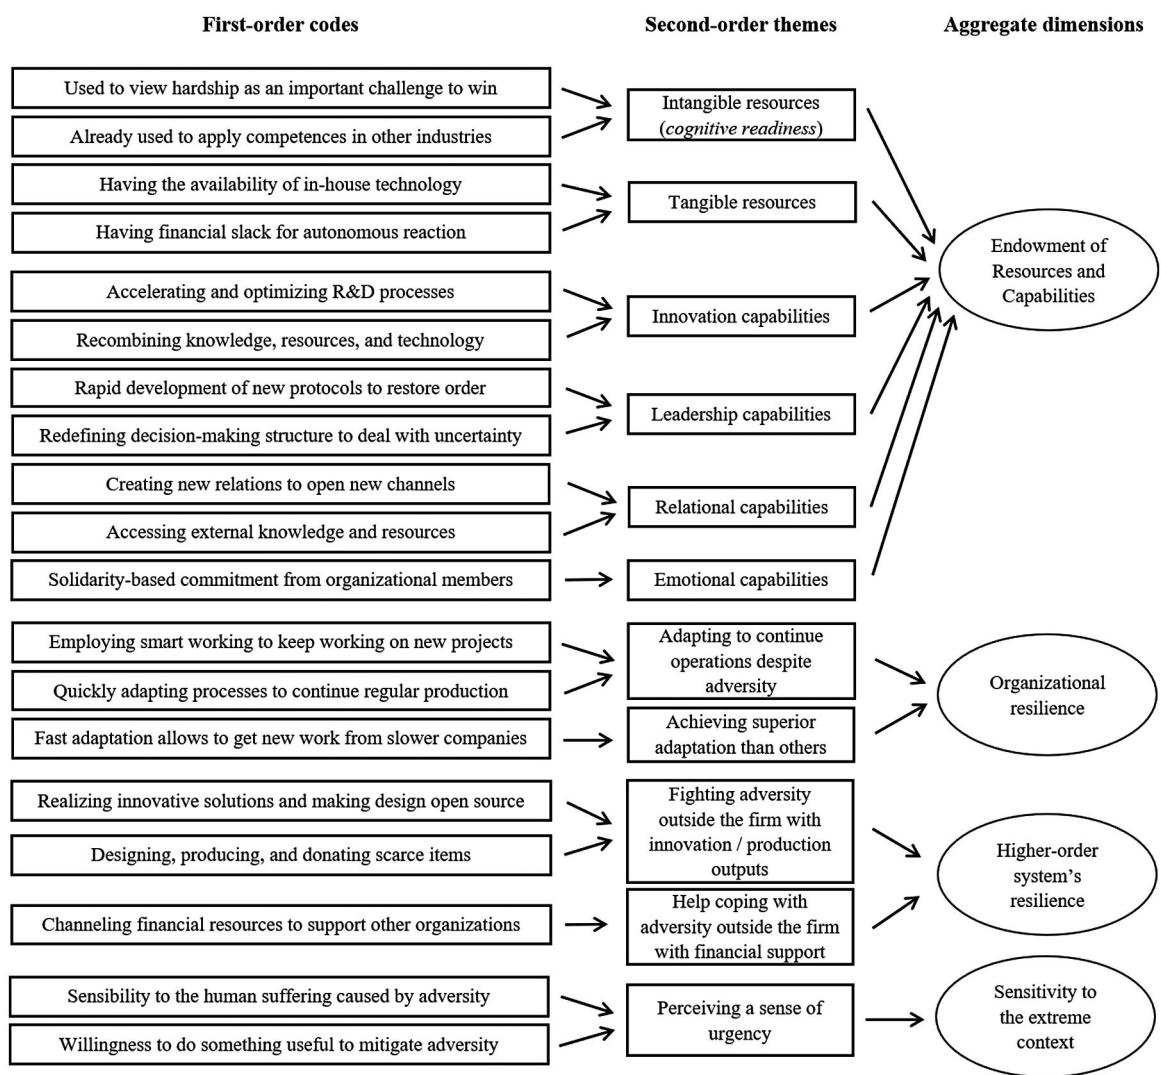 First-order codes
Second-order themes
Aggregate dimensions
Used to view hardship as an important challenge to win
Already used to apply competences in other industries
Intangible resources
(cognitive readiness)
Having the availability of in-house technology
Having financial slack for autonomous reaction
Tangible resources
Accelerating and optimizing R&D processes
Recombining knowledge, resources, and technology
Innovation capabilities
Rapid development of new protocols to restore order
Redefining decision-making structure to deal with uncertainty
Leadership capabilities
Creating new relations to open new channels
Accessing external knowledge and resources
Relational capabilities
Solidarity-based commitment from organizational members
Emotional capabilities
Endowment of
Resources and
Capabilities
Employing smart working to keep working on new projects
Quickly adapting processes to continue regular production
Adapting to continue
operations despite
adversity
Fast adaptation allows to get new work from slower companies
Achieving superior
adaptation than others
Organizational
resilience
Realizing innovative solutions and making design open source
Designing, producing, and donating scarce items
Fighting adversity
outside the firm with
innovation / production
outputs
Channeling financial resources to support other organizations
Help coping with
adversity outside the firm
with financial support
Higher-order
system's
resilience
Sensibility to the human suffering caused by adversity
Willingness to do something useful to mitigate adversity
Perceiving a sense of
urgency
Sensitivity to
the extreme
context